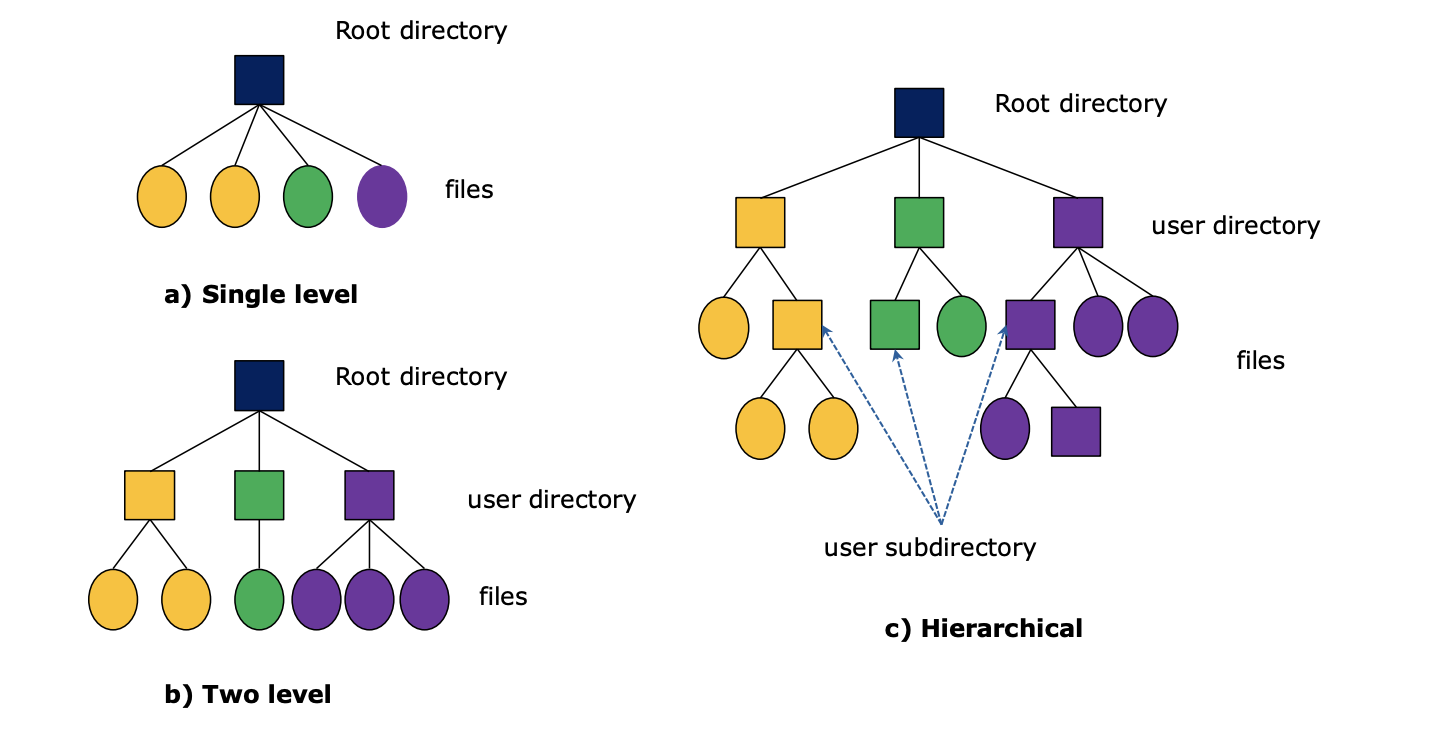 Root directory
files
a) Single level
Root directory
user directory
files
b) Two level
Root directory
user directory
files
user subdirectory
c) Hierarchical